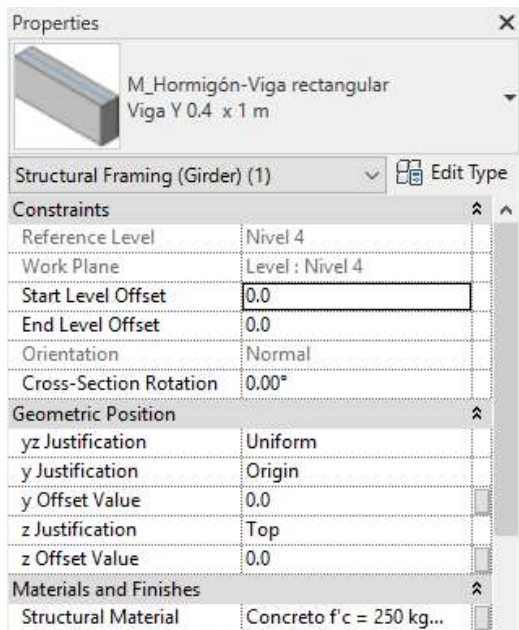 Properties
M_Hormigón-Viga rectangular
Viga Y 0.4 x 1 m
Structural Framing (Girder) (1) Edit Type
Constraints
Reference Level Nivel 4
Work Plane Level : Nivel 4
Start Level Offset 0.0
End Level Offset 0.0
Orientation Normal
Cross-Section Rotation 0.00°
Geometric Position
yz Justification Uniform
y Justification Origin
y Offset Value 0.0
z Justification Top
z Offset Value 0.0
Materials and Finishes
Structural Material Concreto f'c = 250 kg...